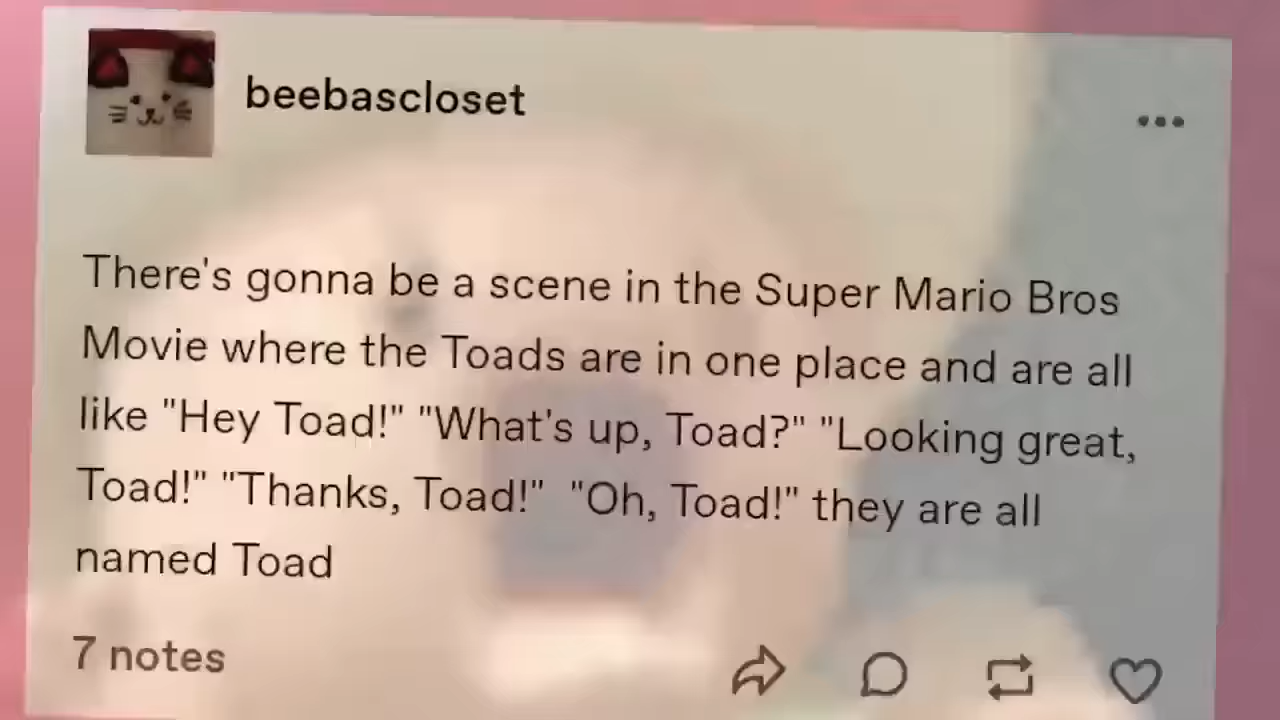 beebascloset
There's gonna be a scene in the Super Mario Bros
Movie where the Toads are in one place and are all
like "Hey Toad!" "What's up, Toad?" "Looking great,
Toad!" "Thanks, Toad!"  "Oh, Toad!" they are all
named Toad
7 notes